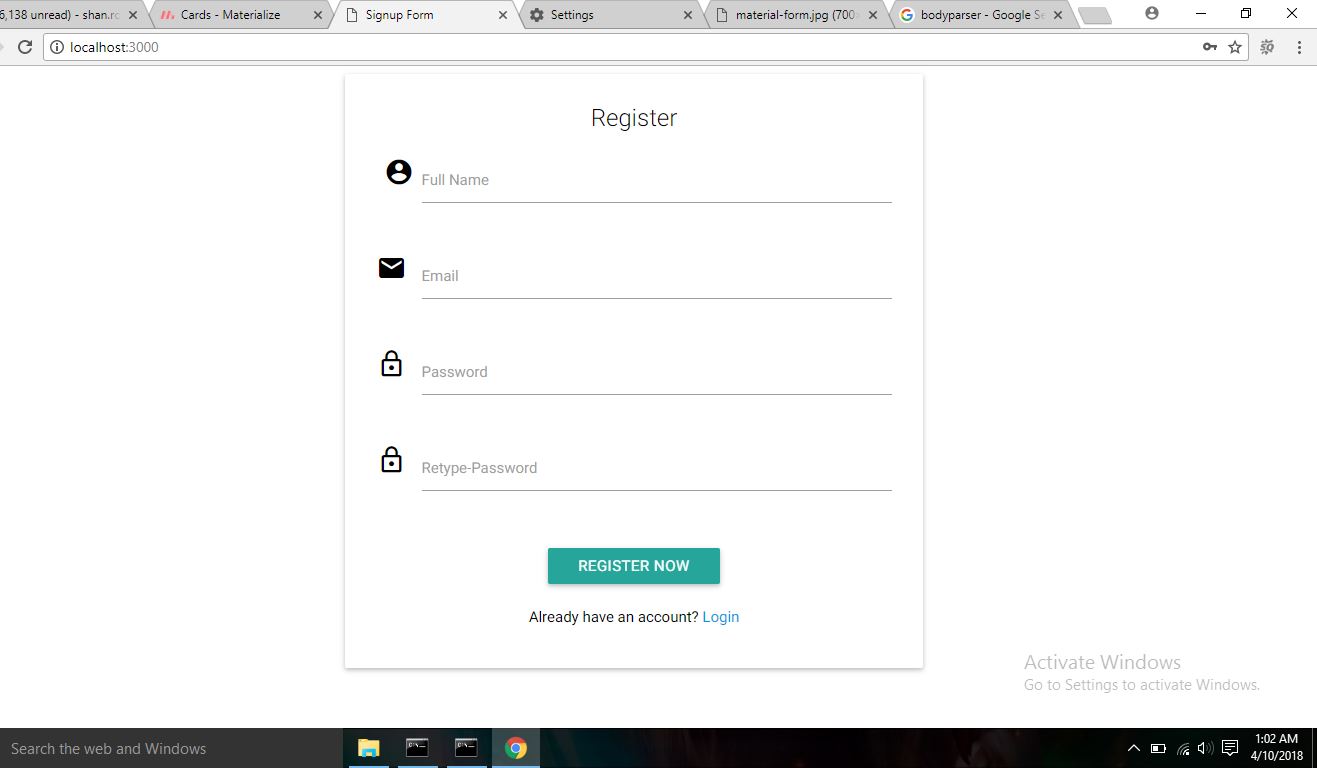 6,138 unread) - shan.rc
Cards - Materialize
Signup Form
Settings
material-form.jpg (700
bodyparser - Google Se
localhost:3000
Register
Full Name
Email
Password
Retype-Password
REGISTER NOW
Already have an account? Login
Activate Windows
Go to Settings to activate Windows.
Search the web and Windows
1:02 AM
4/10/2018